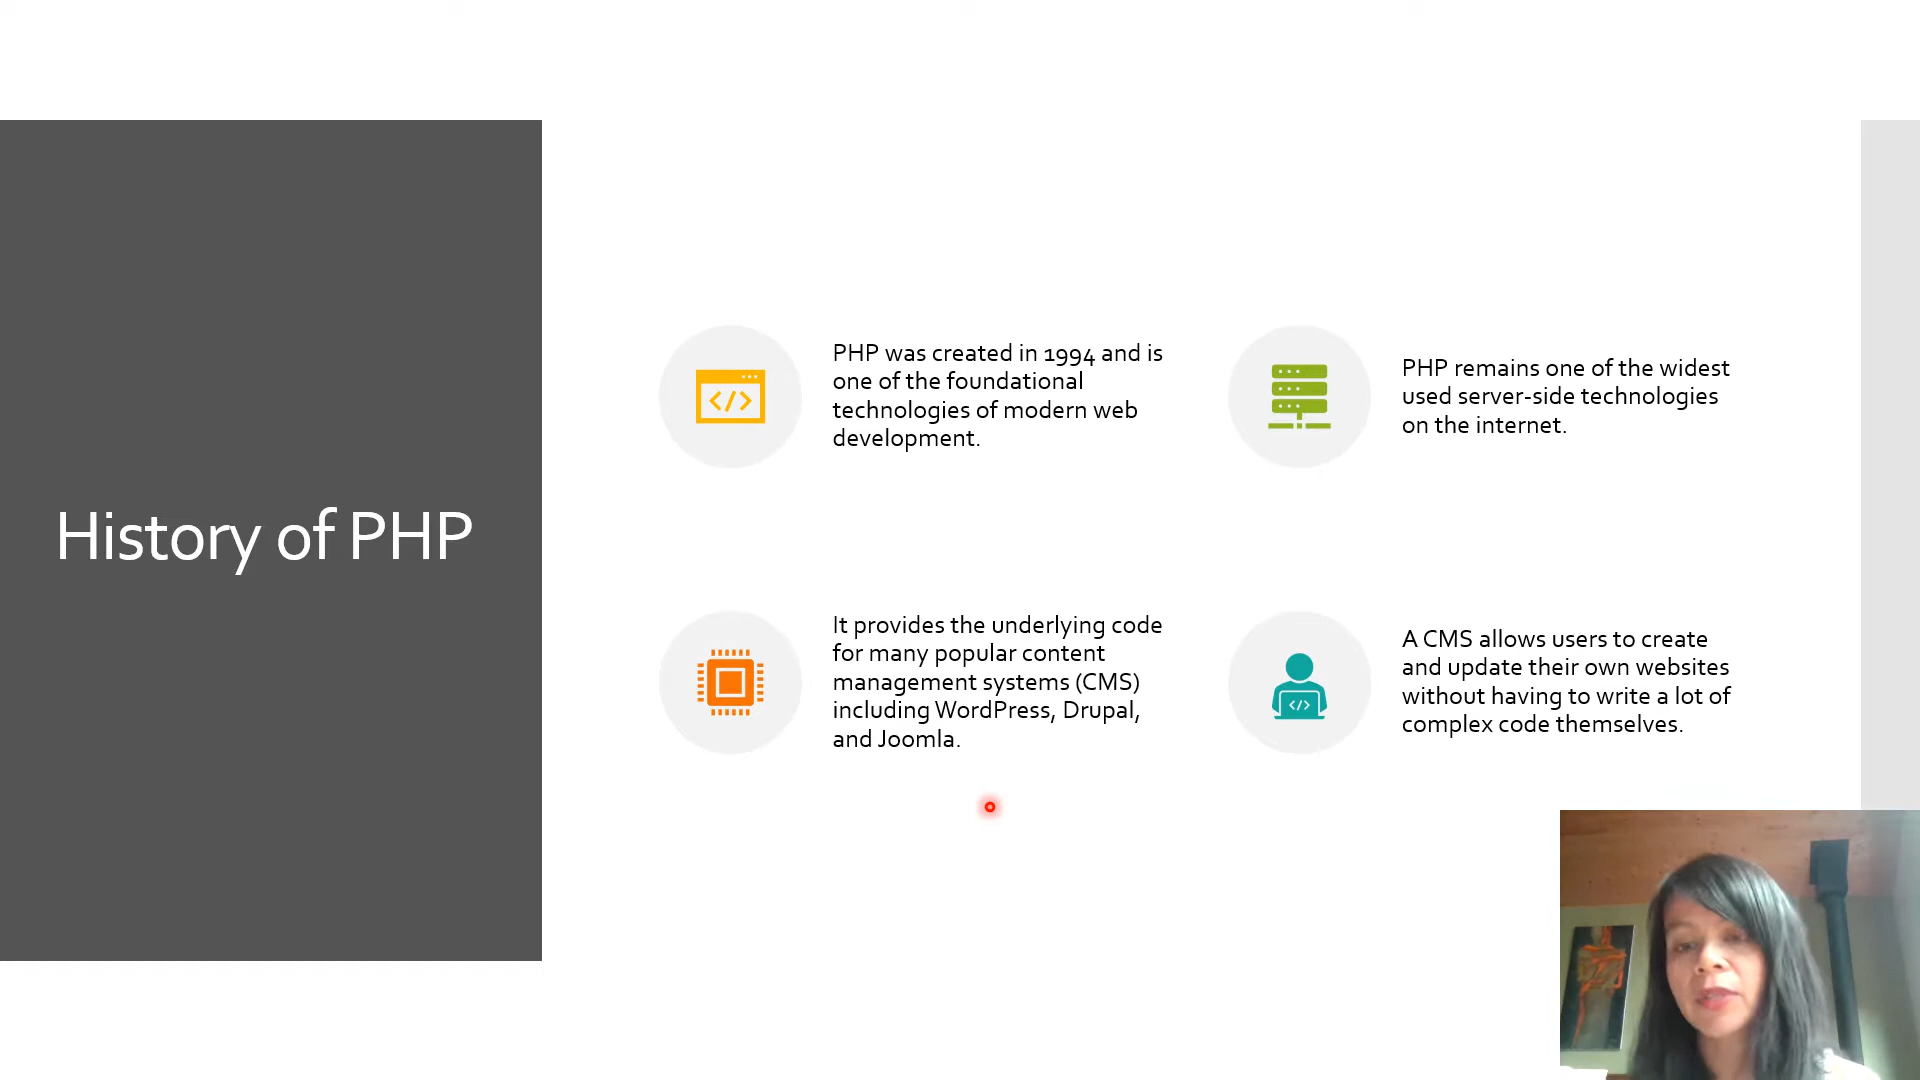 History of PHP
PHP was created in 1994 and is
one of the foundational
technologies of modern web
development.
PHP remains one of the widest
used server-side technologies
on the internet.
It provides the underlying code
for many popular content
management systems (CMS)
including WordPress, Drupal,
and Joomla.
A CMS allows users to create
and update their own websites
without having to write a lot of
complex code themselves.